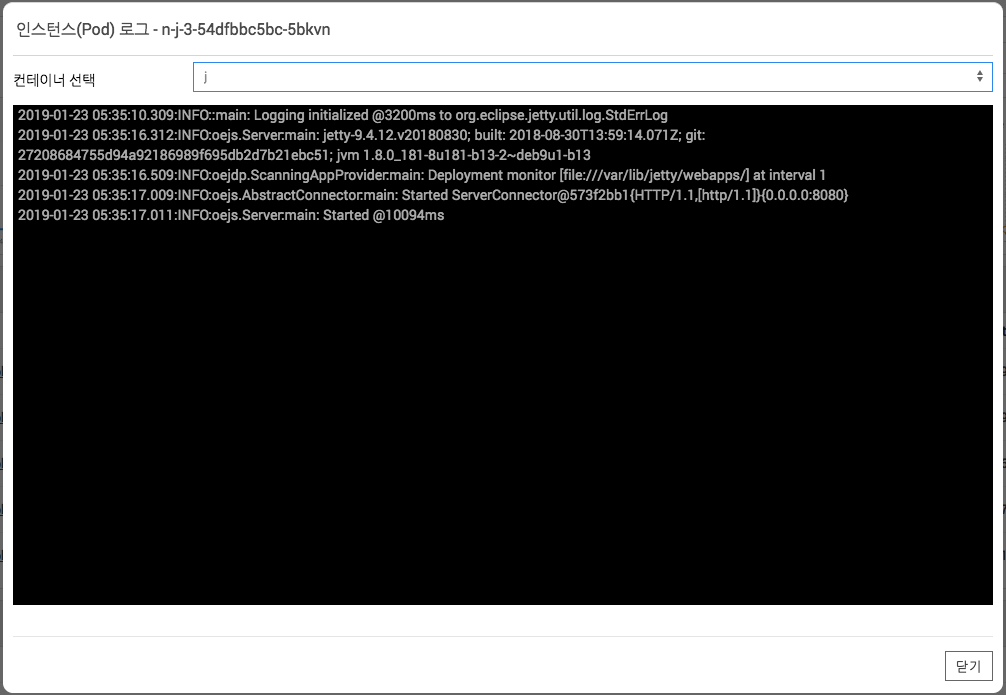 인스턴스(Pod) 로그 - n-j-3-54dfbbc5bc-5bkvn
컨테이너 선택
j
2019-01-23 05:35:10.309:INFO::main: Logging initialized @3200ms to org.eclipse.jetty.util.log.StdErrLog
2019-01-23 05:35:16.312:INFO:oejs.Server:main: jetty-9.4.12.v20180830; built: 2018-08-30T13:59:14.071Z; git:
27208684755d94a92186989f695db2d7b21ebc51; jvm 1.8.0_181-8u181-b13-2~deb9u1-b13
2019-01-23 05:35:16.509:INFO:oejdp.ScanningAppProvider:main: Deployment monitor [file:///var/lib/jetty/webapps/] at interval 1
2019-01-23 05:35:17.009:INFO:oejs.AbstractConnector:main: Started ServerConnector@573f2bb1{HTTP/1.1,[http/1.1]}{0.0.0.0:8080}
2019-01-23 05:35:17.011:INFO:oejs.Server:main: Started @10094ms
닫기